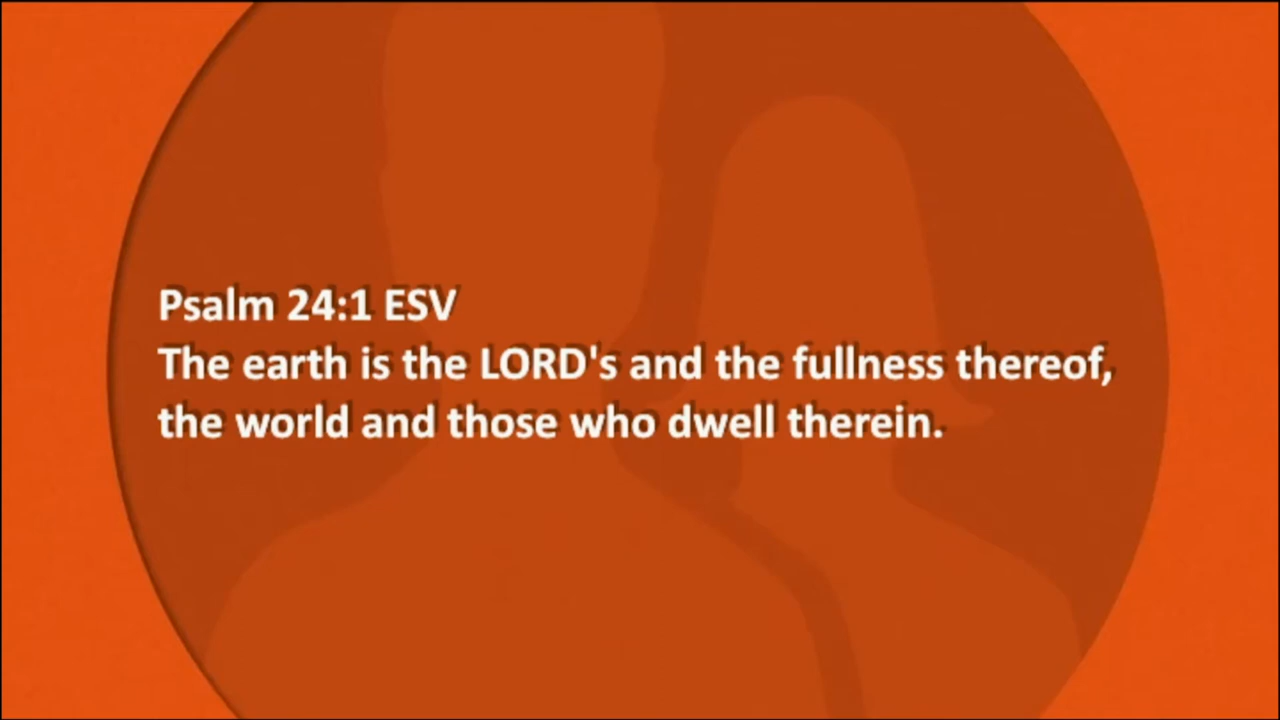 Psalm 24:1 ESV
The earth is the LORD's and the fullness thereof,
the world and those who dwell therein.